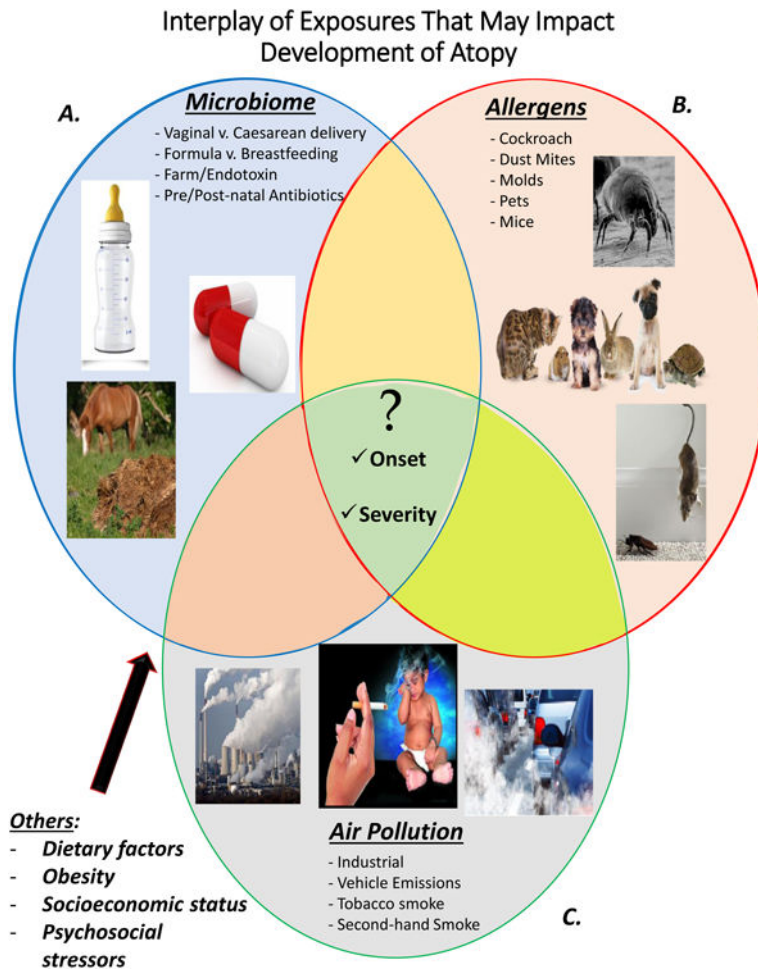 Interplay of Exposures That May Impact
Development of Atopy
A.
Microbiome
- Vaginal v. Caesarean delivery
- Formula v. Breastfeeding
- Farm/Endotoxin
- Pre/Post-natal Antibiotics
B.
Allergens
- Cockroach
- Dust Mites
- Molds
- Pets
- Mice
?
✓ Onset
✓ Severity
Others:
- Dietary factors
- Obesity
- Socioeconomic status
- Psychosocial
stressors
Air Pollution
- Industrial
- Vehicle Emissions
- Tobacco smoke
- Second-hand Smoke
C.